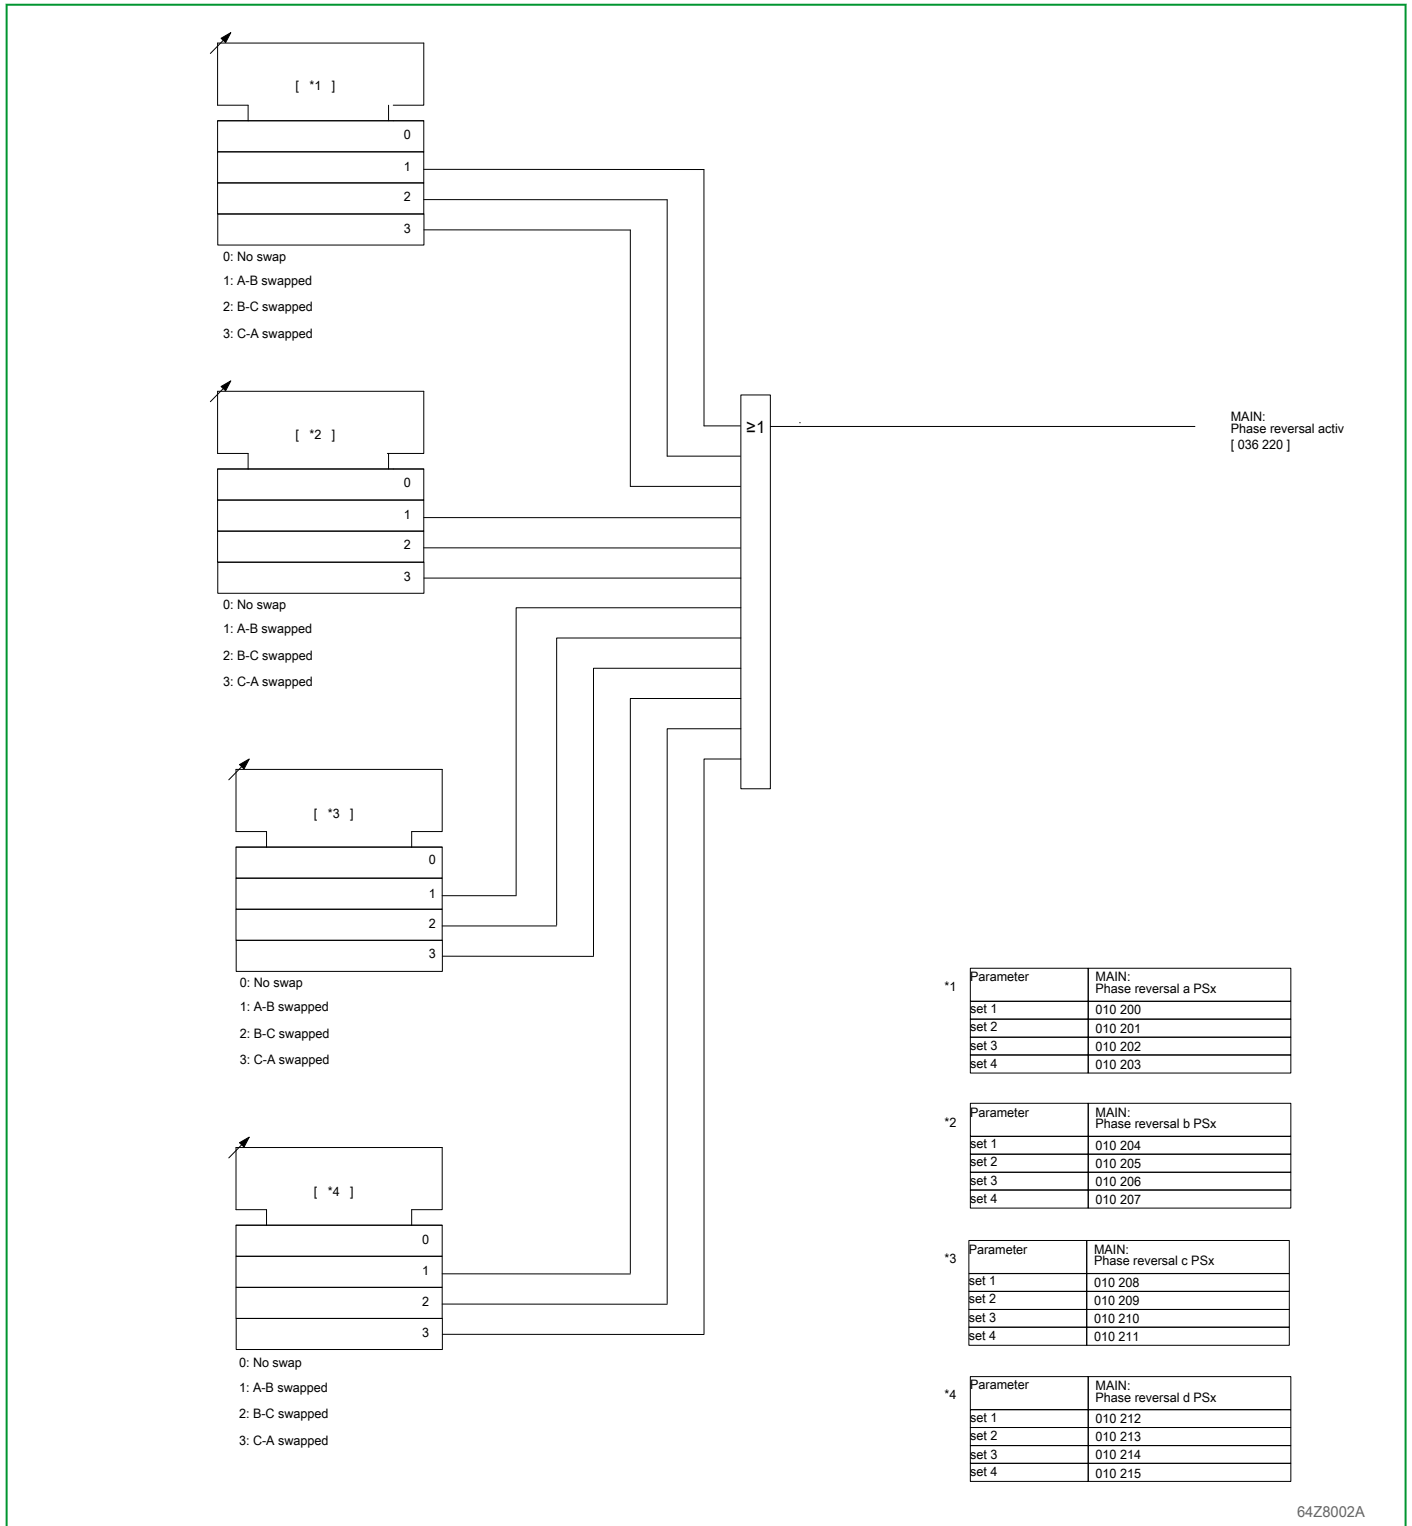 [ *1 ]
0
1
2
3
0: No swap
1: A-B swapped
2: B-C swapped
3: C-A swapped
[ *2 ]
0
1
2
3
0: No swap
1: A-B swapped
2: B-C swapped
3: C-A swapped
≥1
MAIN:
Phase reversal activ
[ 036 220 ]
[ *3 ]
0
1
2
3
0: No swap
1: A-B swapped
2: B-C swapped
3: C-A swapped
[ *4 ]
0
1
2
3
0: No swap
1: A-B swapped
2: B-C swapped
3: C-A swapped
*1
Parameter MAIN:
Phase reversal a PSx
set 1 010 200
set 2 010 201
set 3 010 202
set 4 010 203
*2
Parameter MAIN:
Phase reversal b PSx
set 1 010 204
set 2 010 205
set 3 010 206
set 4 010 207
*3
Parameter MAIN:
Phase reversal c PSx
set 1 010 208
set 2 010 209
set 3 010 210
set 4 010 211
*4
Parameter MAIN:
Phase reversal d PSx
set 1 010 212
set 2 010 213
set 3 010 214
set 4 010 215
64Z8002A